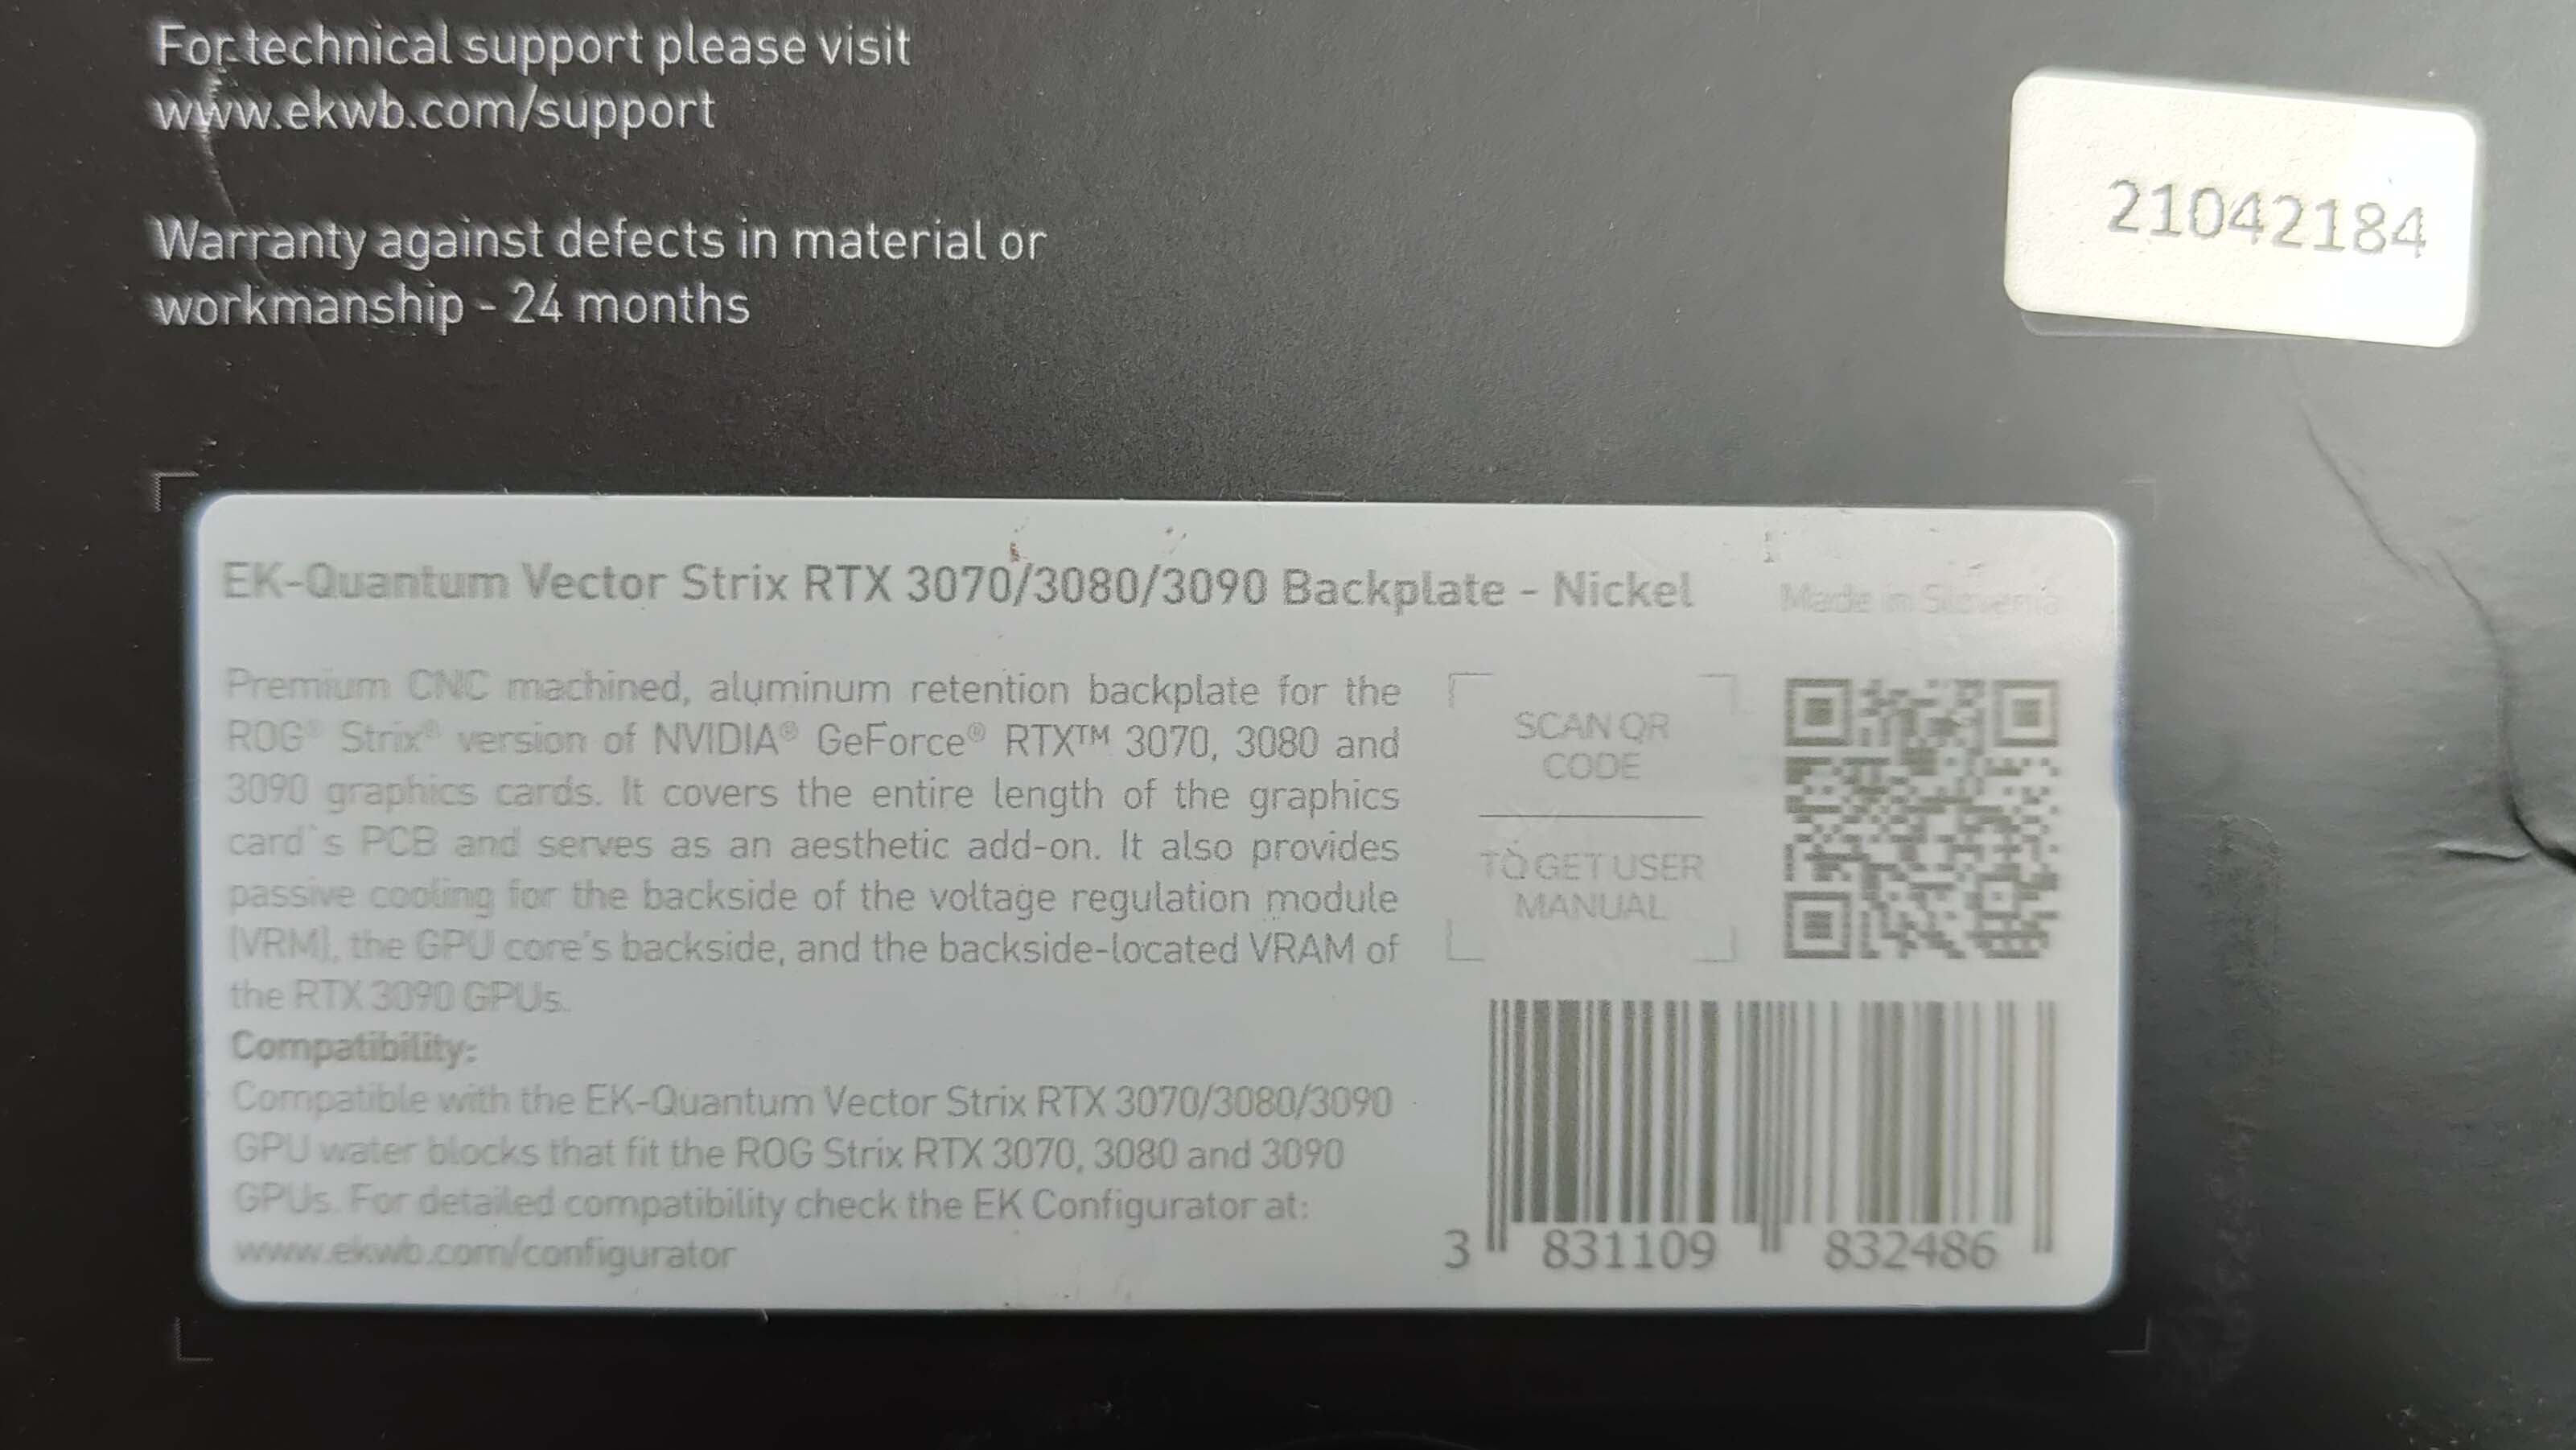 For technical support please visit
www.ekwb.com/support
Warranty against defects in material or
workmanship - 24 months
21042184
EK-Quantum Vector Strix RTX 3070/3080/3090 Backplate - Nickel
Made in Slovenia
Premium CNC machined, aluminum retention backplate for the
ROG® Strix® version of NVIDIA® GeForce® RTX™ 3070, 3080 and
3090 graphics cards. It covers the entire length of the graphics
card`s PCB and serves as an aesthetic add-on. It also provides
passive cooling for the backside of the voltage regulation module
(VRM), the GPU core's backside, and the backside-located VRAM of
the RTX 3090 GPUs.
Compatibility:
Compatible with the EK-Quantum Vector Strix RTX 3070/3080/3090
GPU water blocks that fit the ROG Strix RTX 3070, 3080 and 3090
GPUs. For detailed compatibility check the EK Configurator at:
www.ekwb.com/configurator
SCAN QR
CODE
TO GET USER
MANUAL
3 831109 832486